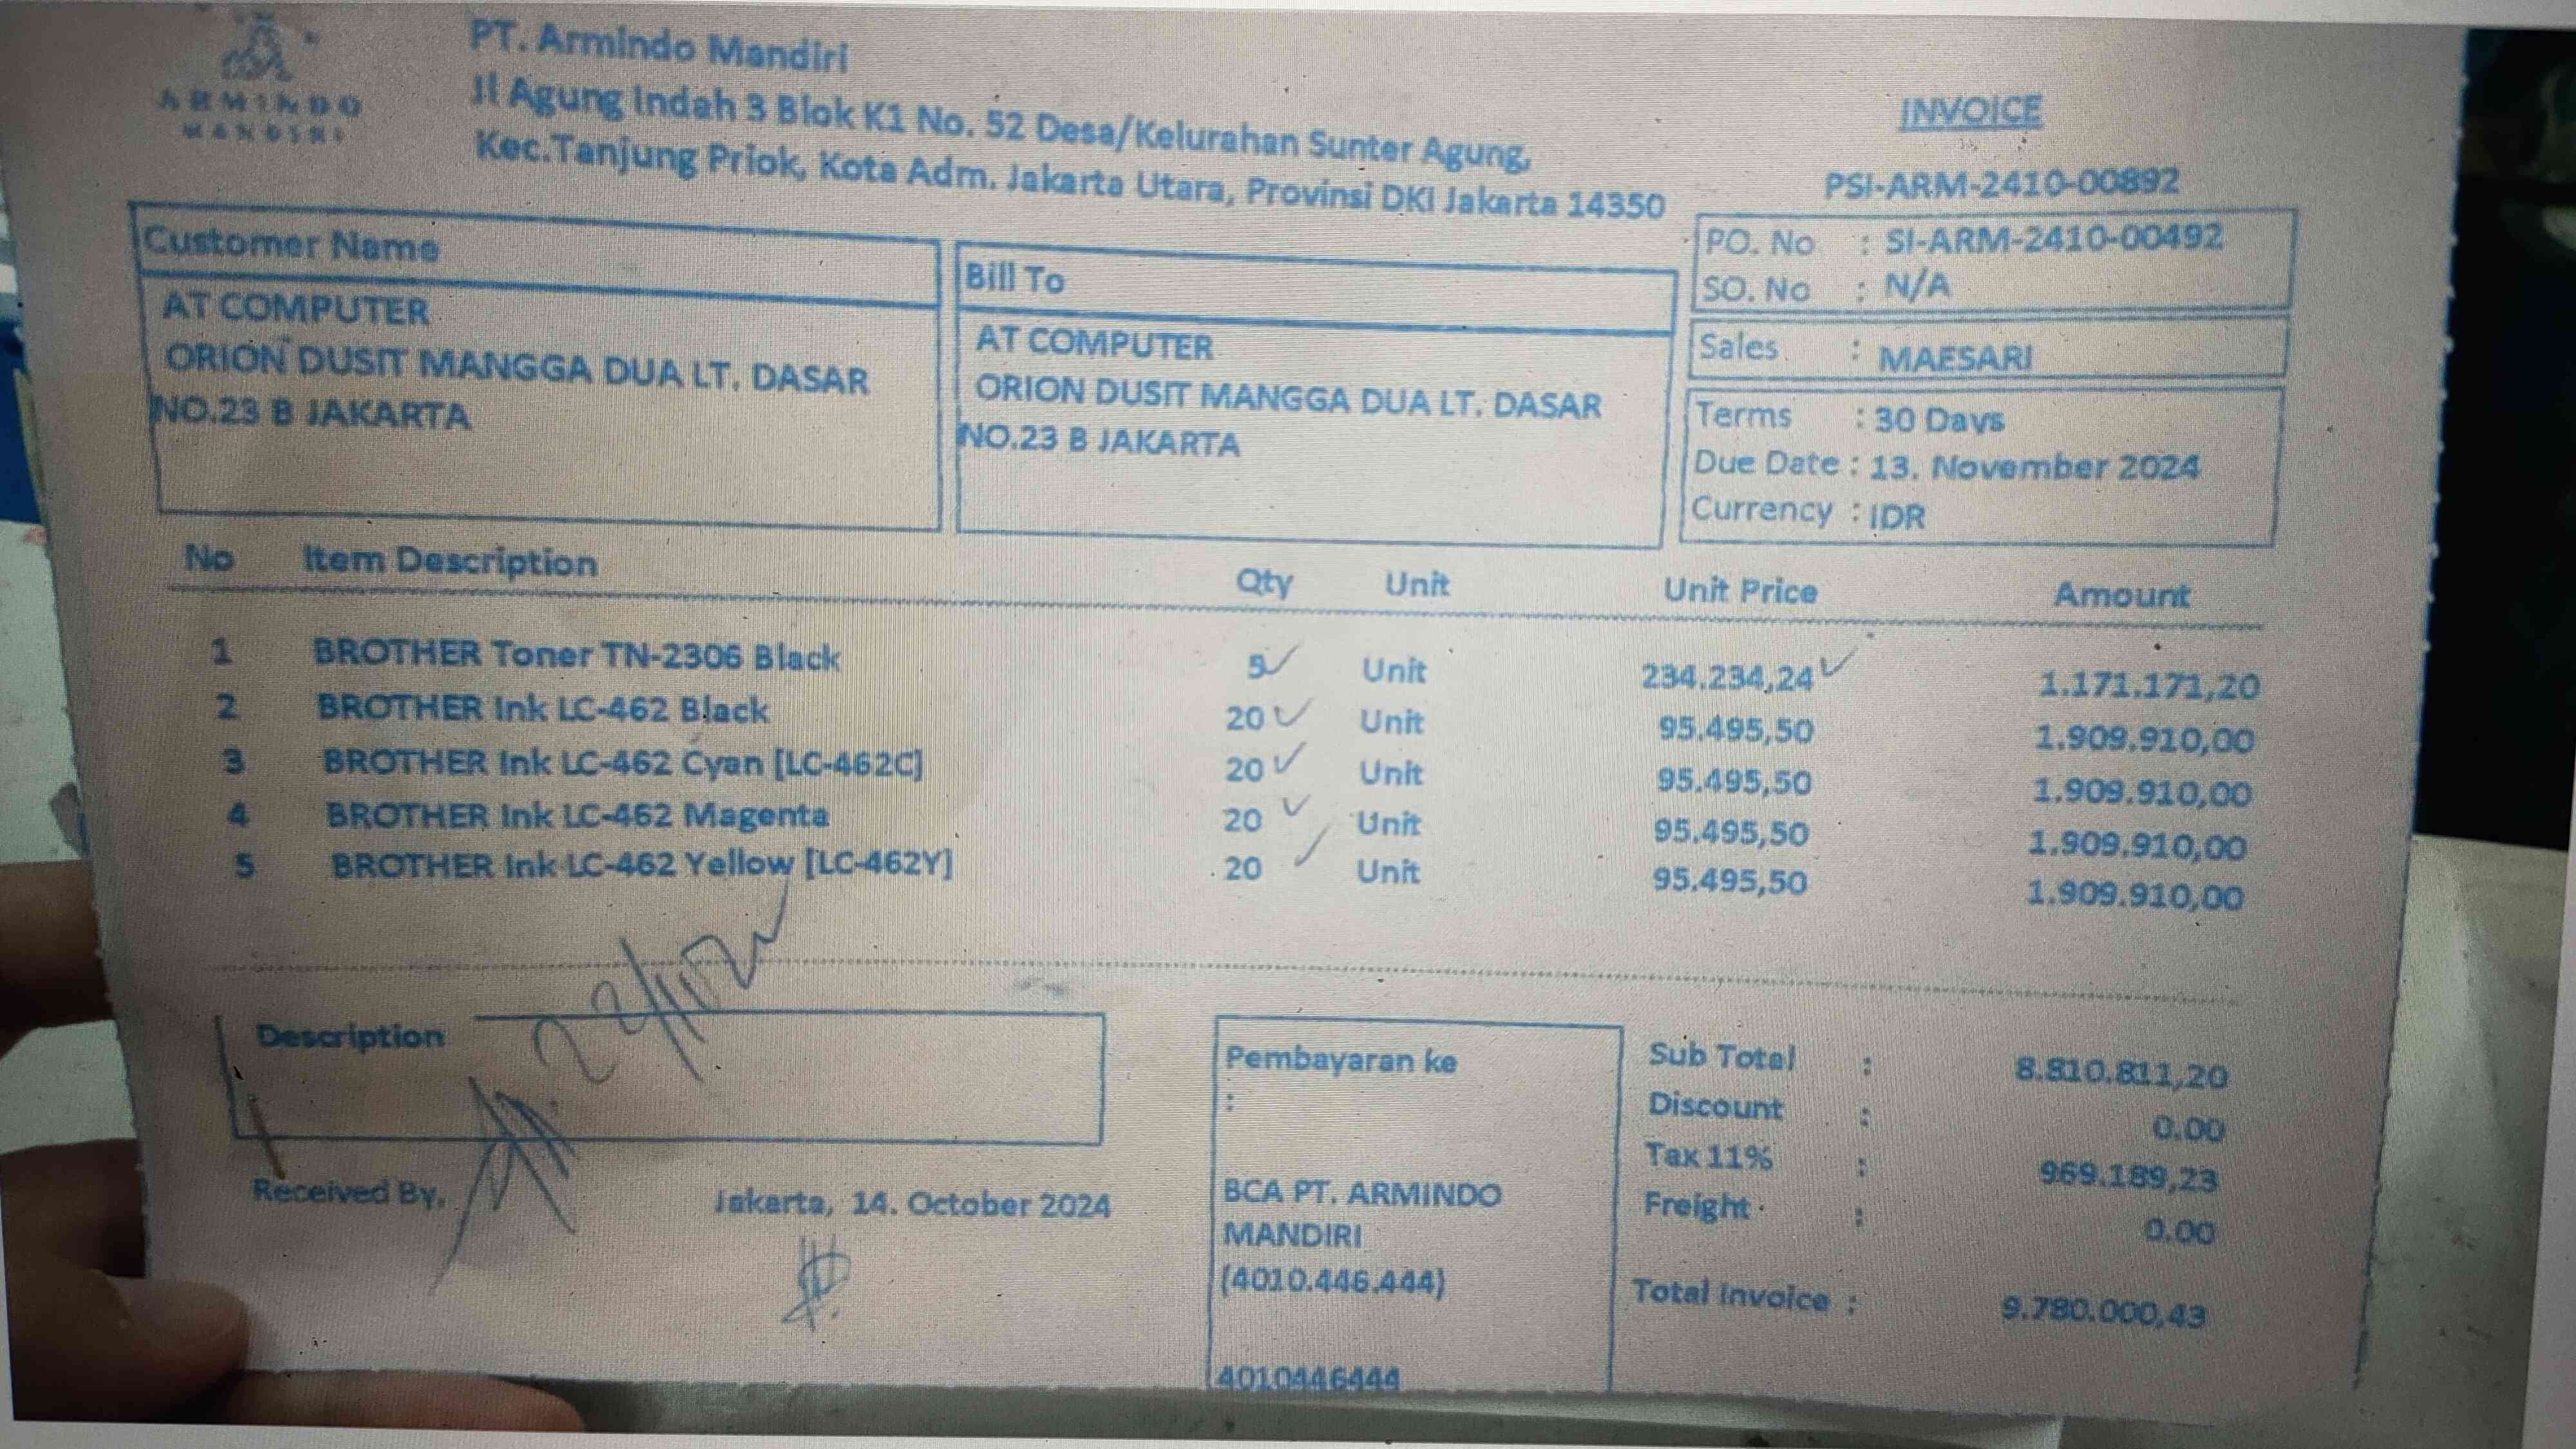 ARMINDO
MANDIRI
PT. Armindo Mandiri
Jl Agung Indah 3 Blok K1 No. 52 Desa/Kelurahan Sunter Agung,
Kec.Tanjung Priok, Kota Adm. Jakarta Utara, Provinsi DKI Jakarta 14350
INVOICE
PSI-ARM-2410-00892
PO. No : SI-ARM-2410-00492
SO. No : N/A
Sales : MAESARI
Terms : 30 Days
Due Date : 13. November 2024
Currency : IDR
Customer Name
AT COMPUTER
ORION DUSIT MANGGA DUA LT. DASAR
NO.23 B JAKARTA
Bill To
AT COMPUTER
ORION DUSIT MANGGA DUA LT. DASAR
NO.23 B JAKARTA
No Item Description Qty Unit Unit Price Amount
1 BROTHER Toner TN-2306 Black 5 Unit 234.234,24 1.171.171,20
2 BROTHER Ink LC-462 Black 20 Unit 95.495,50 1.909.910,00
3 BROTHER Ink LC-462 Cyan [LC-462C] 20 Unit 95.495,50 1.909.910,00
4 BROTHER Ink LC-462 Magenta 20 Unit 95.495,50 1.909.910,00
5 BROTHER Ink LC-462 Yellow [LC-462Y] 20 Unit 95.495,50 1.909.910,00
Description
Received By,
Jakarta, 14. October 2024
Pembayaran ke
:
BCA PT. ARMINDO
MANDIRI
(4010.446.444)
4010446444
Sub Total : 8.810.811,20
Discount : 0.00
Tax 11% : 969.189,23
Freight : 0.00
Total Invoice : 9.780.000,43